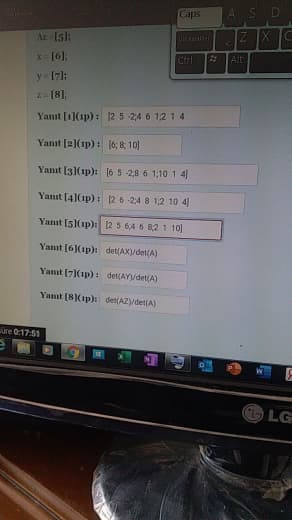 Caps A S D
Z X C
Ctrl Alt
Az=[5];
x=[6];
y=[7];
z=[8];
Yanıt [1](1p) : [2 5 -2;4 6 1;2 1 4
Yanıt [2](1p) : [6; 8; 10]
Yanıt [3](1p): [6 5 -2;8 6 1;10 1 4]
Yanıt [4](1p) : [2 6 -2;4 8 1;2 10 4]
Yanıt [5](1p): [2 5 6;4 6 8;2 1 10]
Yanıt [6](1p): det(AX)/det(A)
Yanıt [7](1p) : det(AY)/det(A)
Yanıt [8](1p): det(AZ)/det(A)
üre 0:17:51
LG